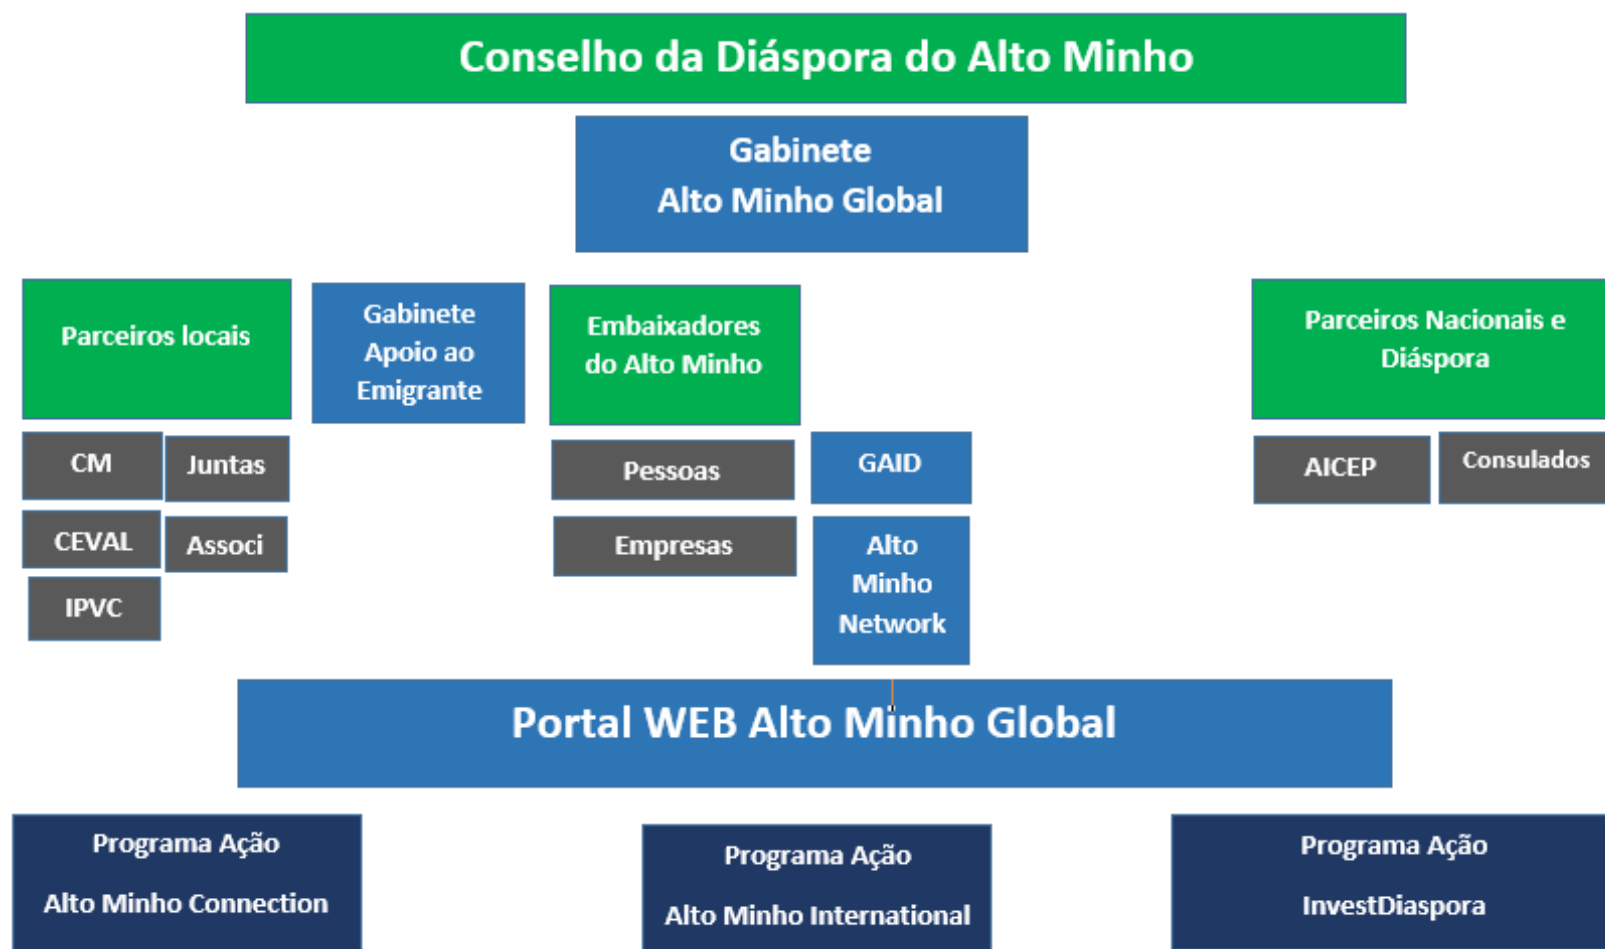 Conselho da Diáspora do Alto Minho
Gabinete
Alto Minho Global
Parceiros locais
Gabinete
Apoio ao
Emigrante
Embaixadores
do Alto Minho
Parceiros Nacionais e
Diáspora
CM
Juntas
CEVAL
Associ
IPVC
Pessoas
Empresas
GAID
Alto
Minho
Network
AICEP
Consulados
Portal WEB Alto Minho Global
Programa Ação
Alto Minho Connection
Programa Ação
Alto Minho International
Programa Ação
InvestDiaspora